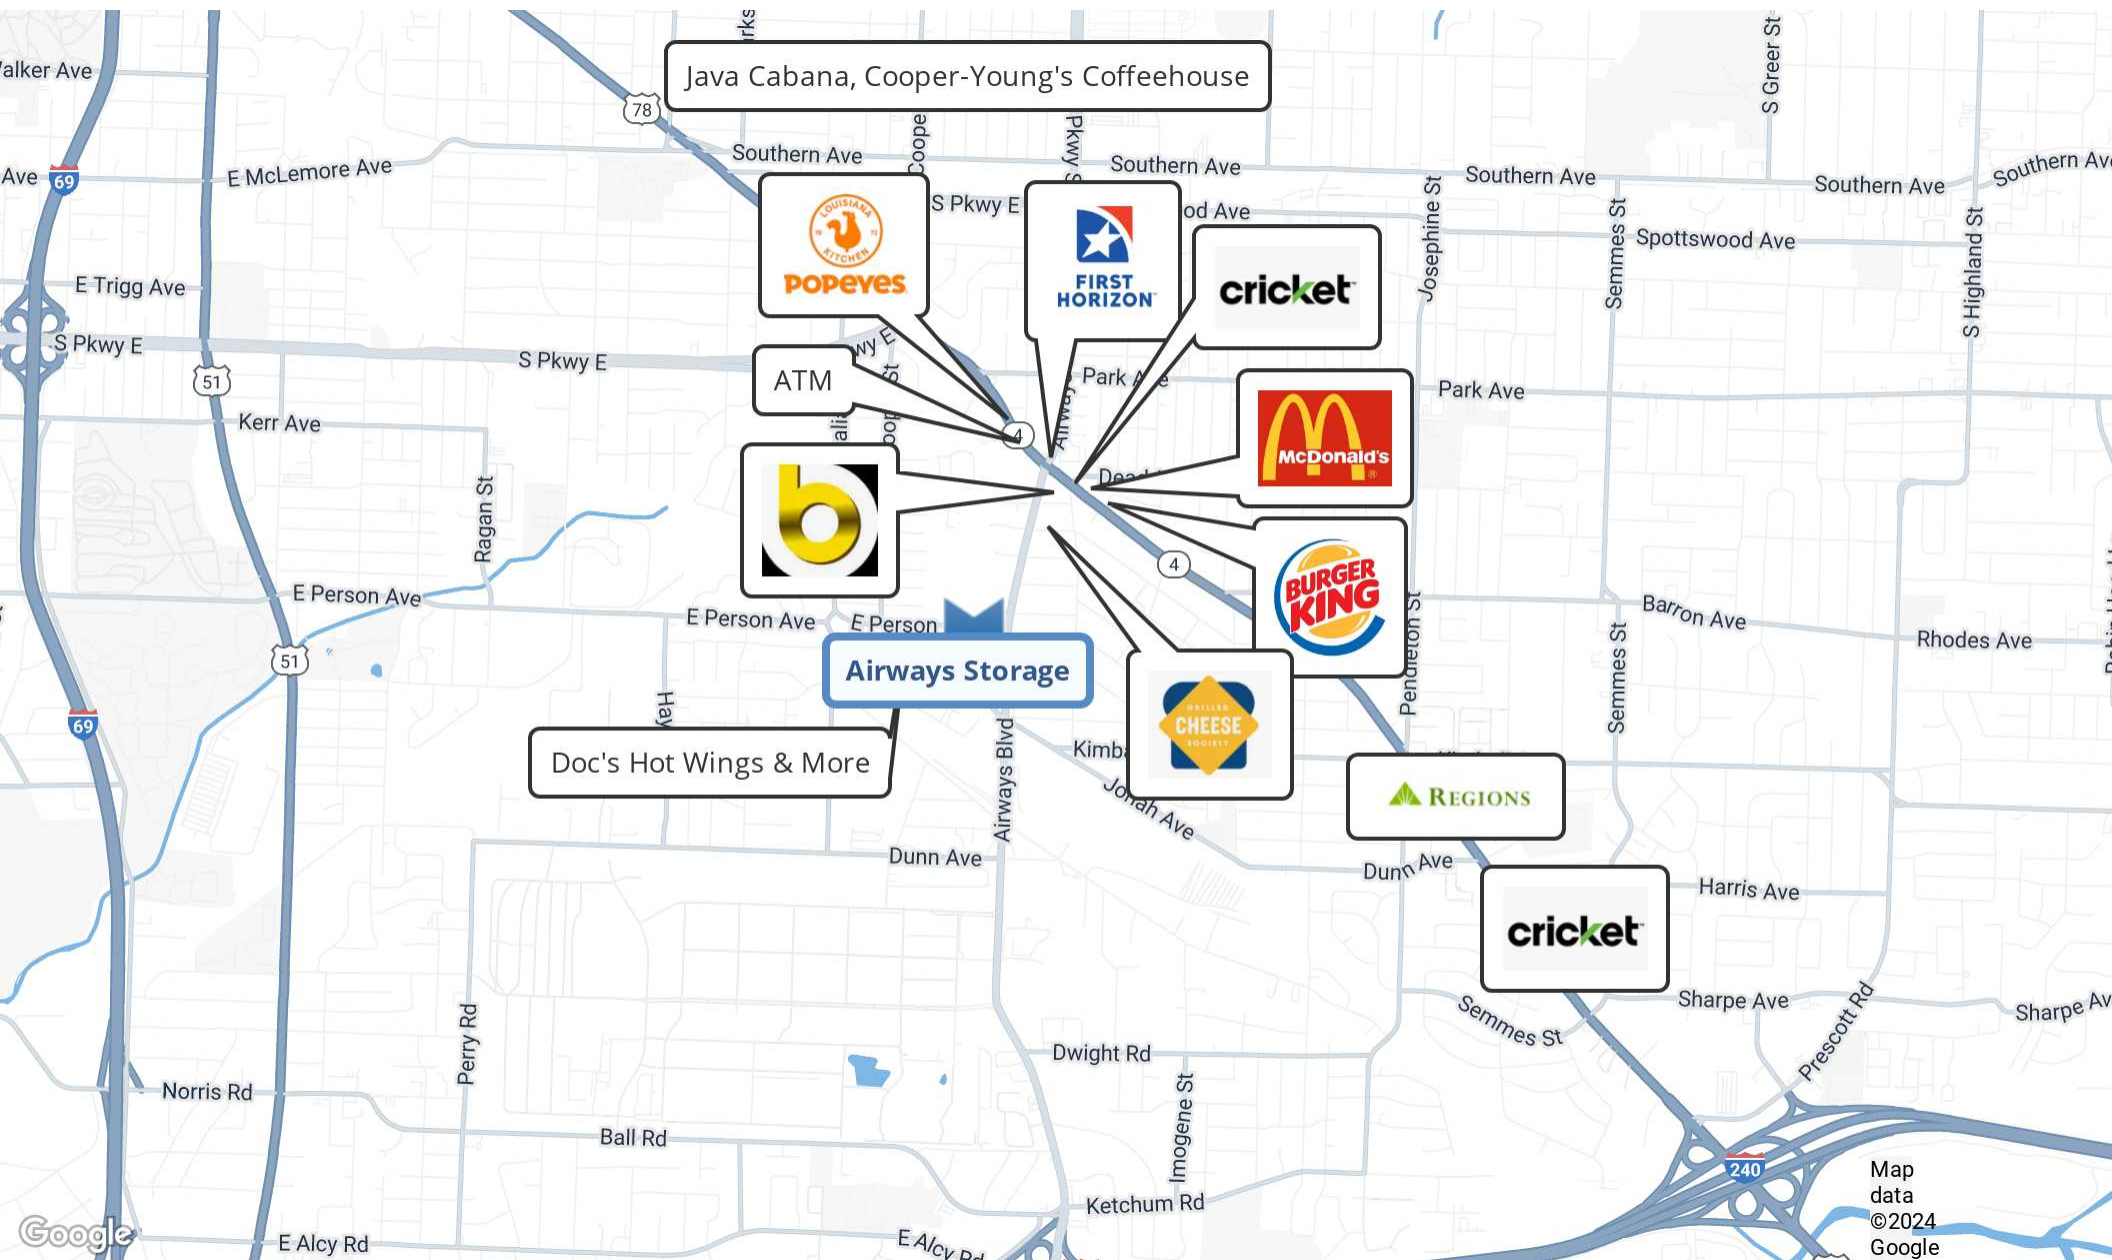 Java Cabana, Cooper-Young's Coffeehouse
S Greer St
78
Southern Ave
Southern Ave
Southern Ave
Southern Ave
Southern Ave
69
E McLemore Ave
Ave
S Pkwy E
LOUISIANA
KITCHEN
POPEYES
FIRST
HORIZON
cricket
Josephine St
Semmes St
Spottswood Ave
S Highland St
E Trigg Ave
S Pkwy E
S Pkwy E
51
ATM
Park Ave
Park Ave
Kerr Ave
4
McDonald's
Ragan St
b
4
BURGER
KING
E Person Ave
E Person Ave
E Person
Barron Ave
Rhodes Ave
Pendleton St
Semmes St
51
Airways Storage
69
Doc's Hot Wings & More
GRILLED
CHEESE
SOCIETY
Airways Blvd
Jonah Ave
REGIONS
Dunn Ave
Dunn Ave
Harris Ave
cricket
Perry Rd
Sharpe Ave
Semmes St
Prescott Rd
Dwight Rd
Imogene St
Norris Rd
Ball Rd
240
Ketchum Rd
E Alcy Rd
E Alcy Rd
Google
Map
data
©2024
Google